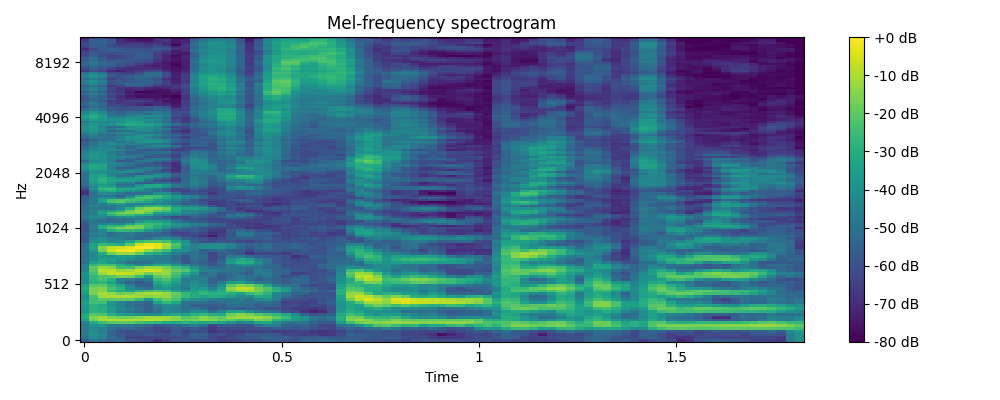 Mel-frequency spectrogram
Hz
8192
4096
2048
1024
512
0
0
0.5
1
1.5
Time
+0 dB
-10 dB
-20 dB
-30 dB
-40 dB
-50 dB
-60 dB
-70 dB
-80 dB